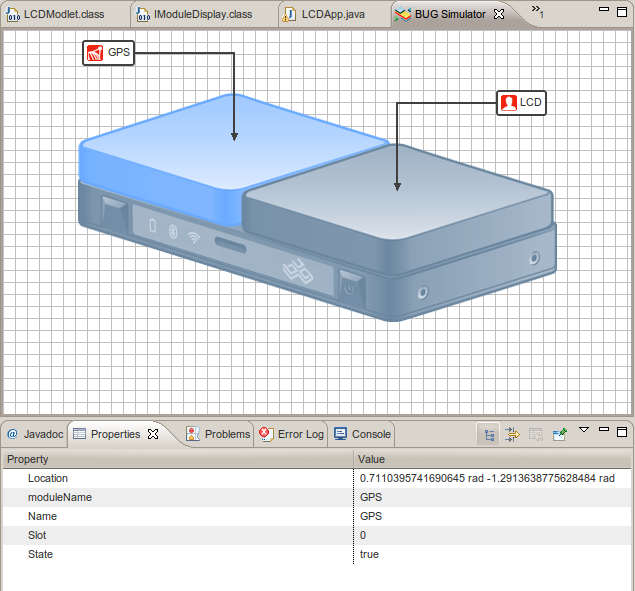 LCDModlet.class IModuleDisplay.class LCDApp.java BUG Simulator »1
GPS
LCD
@ Javadoc Properties Problems Error Log Console
Property Value
Location 0.7110395741690645 rad -1.2913638775628484 rad
moduleName GPS
Name GPS
Slot 0
State true